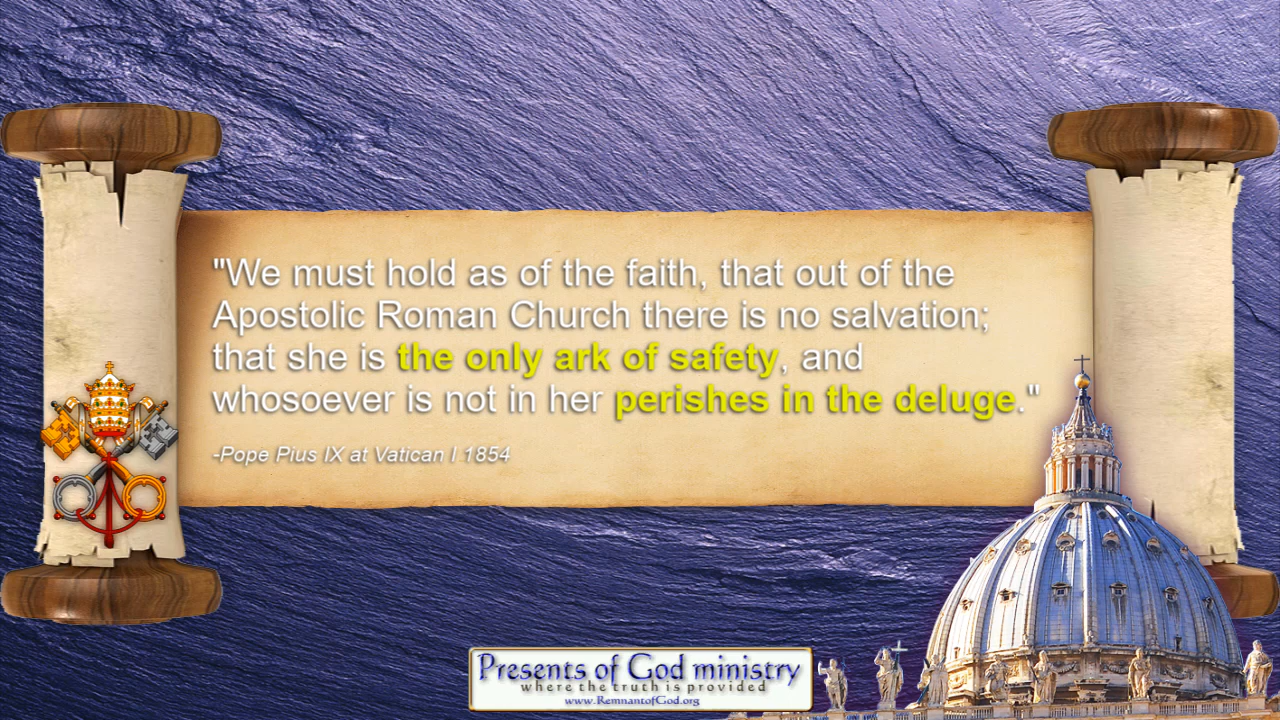 "We must hold as of the faith, that out of the
Apostolic Roman Church there is no salvation;
that she is the only ark of safety, and
whosoever is not in her perishes in the deluge."
-Pope Pius IX at Vatican I 1854
Presents of God ministry
where the truth is provided
www.RemnantofGod.org